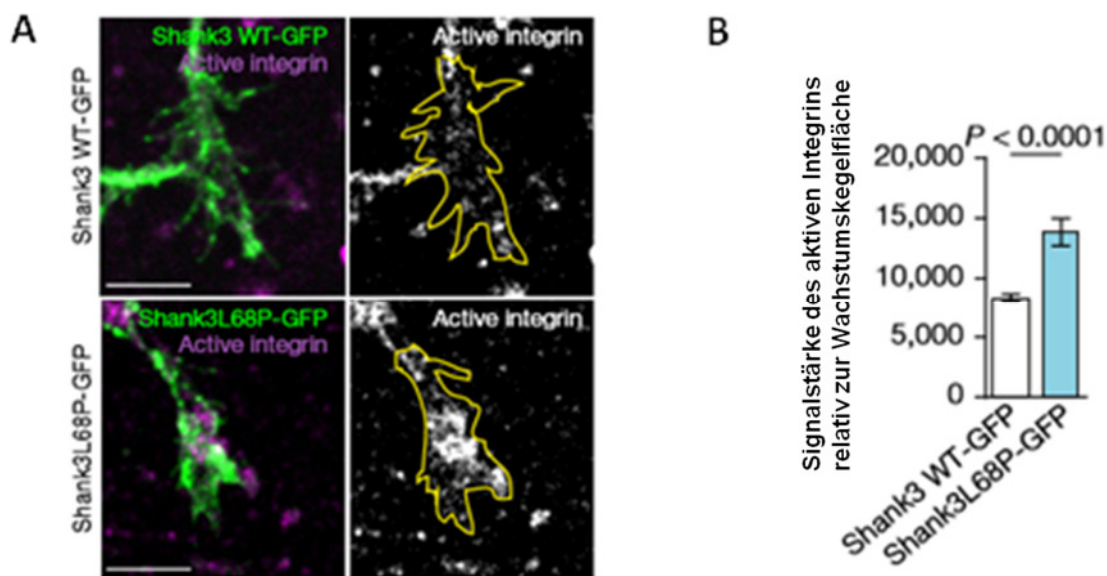 A
Shank3 WT-GFP
Shank3 WT-GFP
Active integrin
Active integrin
Shank3L68P-GFP
Shank3L68P-GFP
Active integrin
Active integrin
B
Signalstärke des aktiven Integrins
relativ zur Wachstumskegelfläche
P < 0.0001
20,000
15,000
10,000
5,000
0
Shank3 WT-GFP
Shank3L68P-GFP